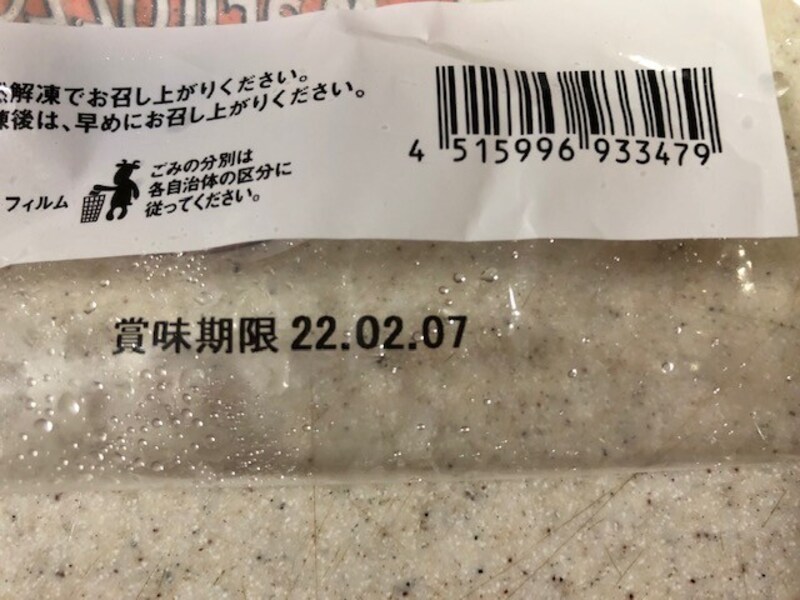 然解凍でお召し上がりください。
凍後は、早めにお召し上がりください。
フィルム
ごみの分別は
各自治体の区分に
従ってください。
4 515996 933479
賞味期限 22.02.07